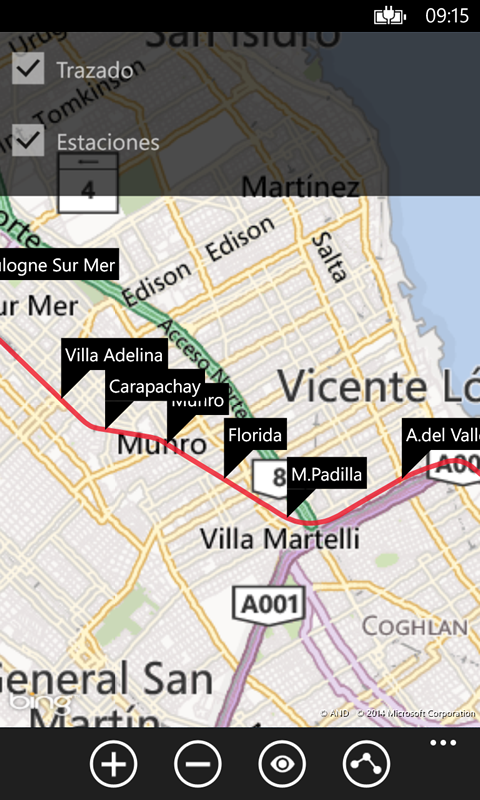 09:15
San Isidro
Trazado
Tomkinson
Estaciones
4
Martínez
Edison
Edison
Salta
logne Sur Mer
ur Mer
Acceso Norte
Villa Adelina
Carapachay
Munro
Munro
Vicente Ló
Florida
A.del Vall
8
M.Padilla
A00
Villa Martelli
A001
COGHLAN
General San
Martín
bing
© AND © 2014 Microsoft Corporation